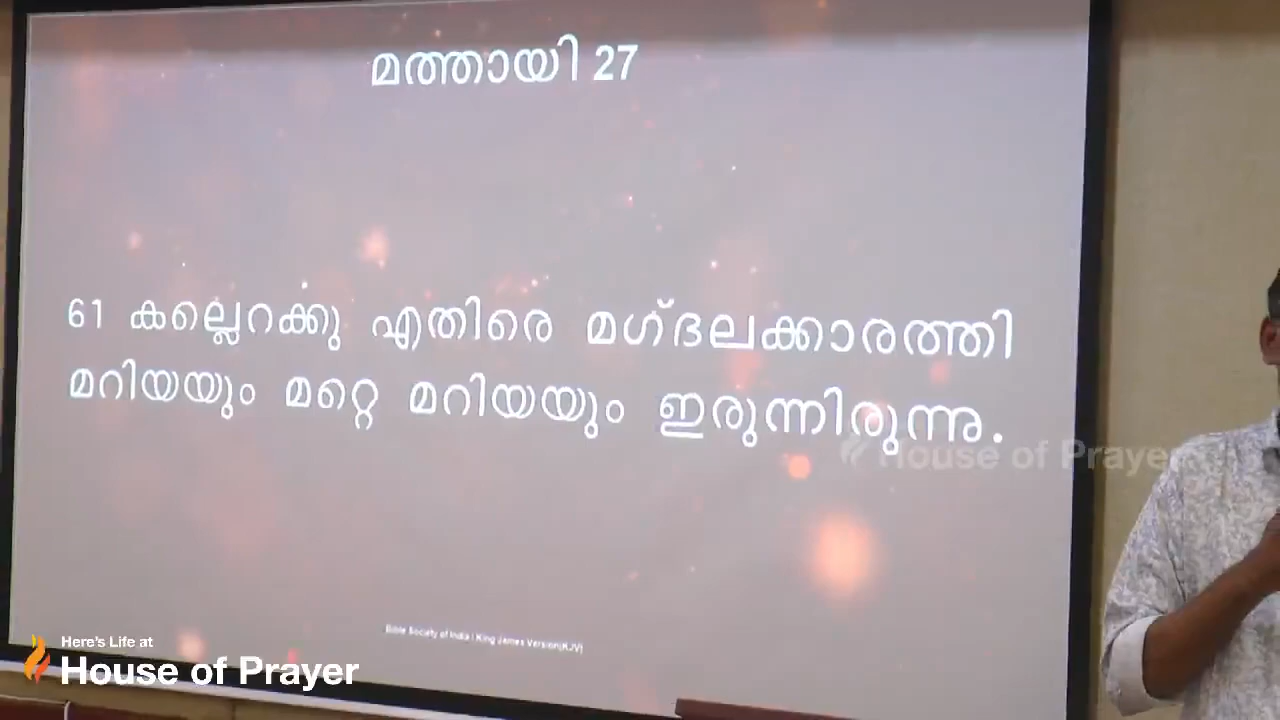 മത്തായി 27
61 കല്ലെറക്കു എതിരെ മഗ്ദലക്കാരത്തി
മറിയയും മറ്റെ മറിയയും ഇരുന്നിരുന്നു.
House of Prayer
Bible Society of India | King James Version(KJV)
Here's Life at
House of Prayer